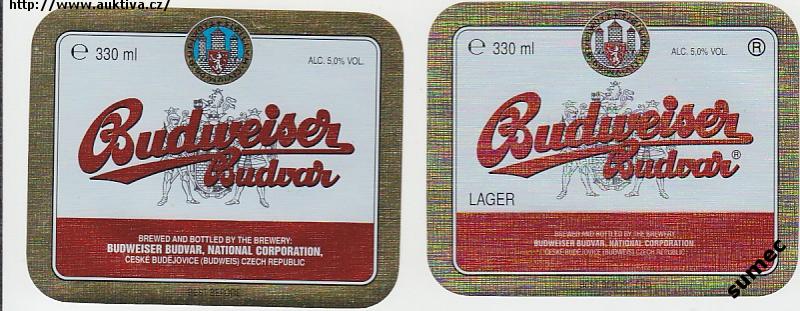 http://www.auktiva.cz/
℮ 330 ml
ALC. 5,0% VOL.
Budweiser
Budvar
BREWED AND BOTTLED BY THE BREWERY:
BUDWEISER BUDVAR, NATIONAL CORPORATION,
ČESKÉ BUDĚJOVICE (BUDWEIS) CZECH REPUBLIC
℮ 330 ml
ALC. 5,0% VOL.
®
Budweiser
Budvar®
LAGER
BREWED AND BOTTLED BY THE BREWERY
BUDWEISER BUDVAR, NATIONAL CORPORATION
ČESKÉ BUDĚJOVICE (BUDWEIS) CZECH REPUBLIC
sumec